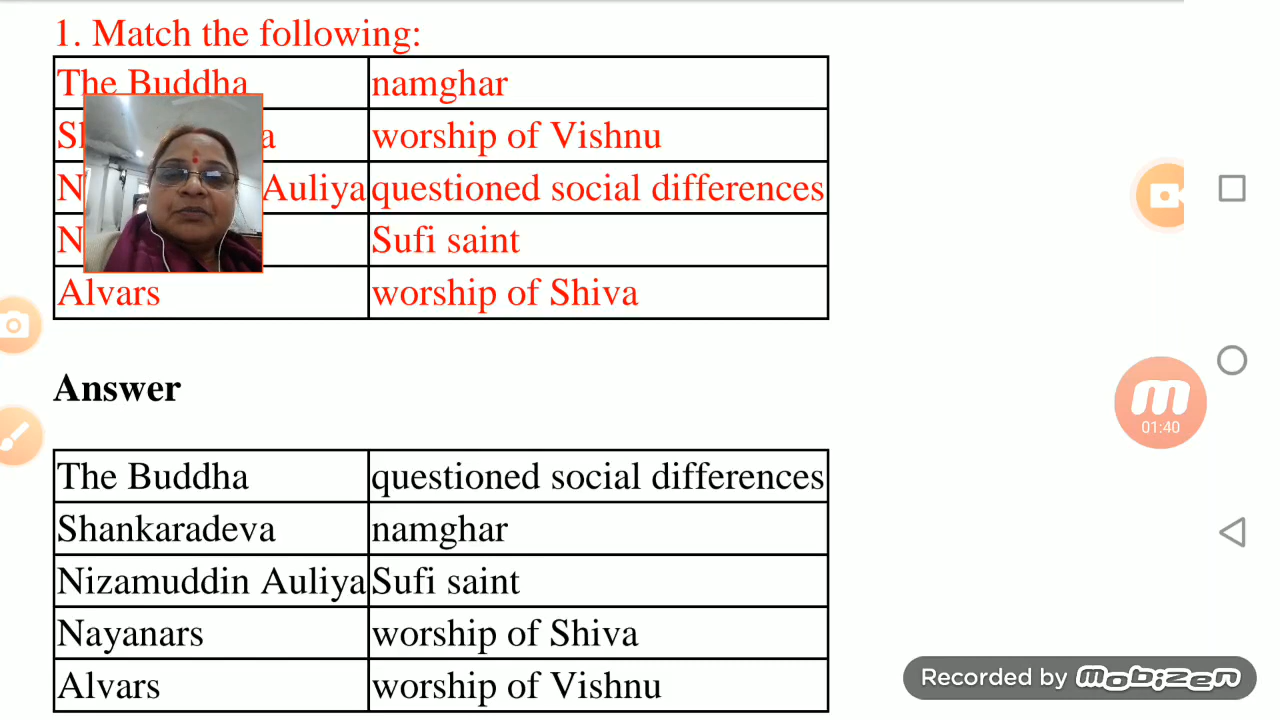 1. Match the following:
The Buddha namghar
worship of Vishnu
Auliya questioned social differences
Sufi saint
Alvars worship of Shiva
Answer
The Buddha questioned social differences
Shankaradeva namghar
Nizamuddin Auliya Sufi saint
Nayanars worship of Shiva
Alvars worship of Vishnu
01:40
Recorded by mobizen